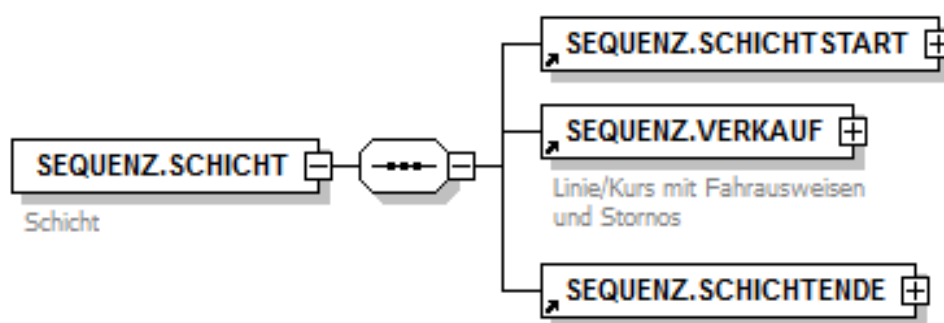 SEQUENZ.SCHICHTSTART
SEQUENZ.VERKAUF
SEQUENZ.SCHICHT
Linie/Kurs mit Fahrausweisen
und Stornos
Schicht
SEQUENZ.SCHICHTENDE